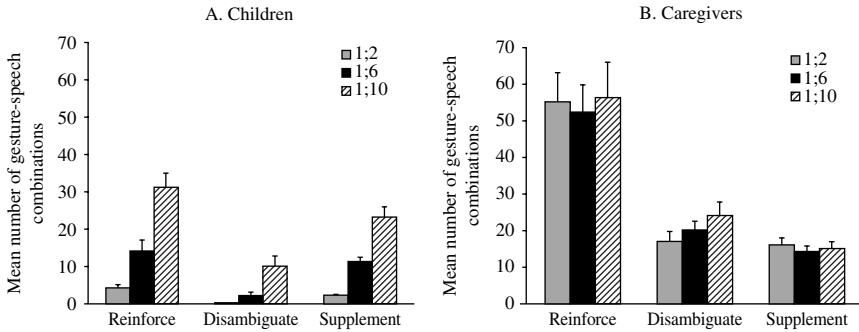 A. Children
Mean number of gesture-speech
combinations
70
60
50
40
30
20
10
0
1;2
1;6
1;10
Reinforce Disambiguate Supplement
B. Caregivers
Mean number of gesture-speech
combinations
70
60
50
40
30
20
10
0
1;2
1;6
1;10
Reinforce Disambiguate Supplement